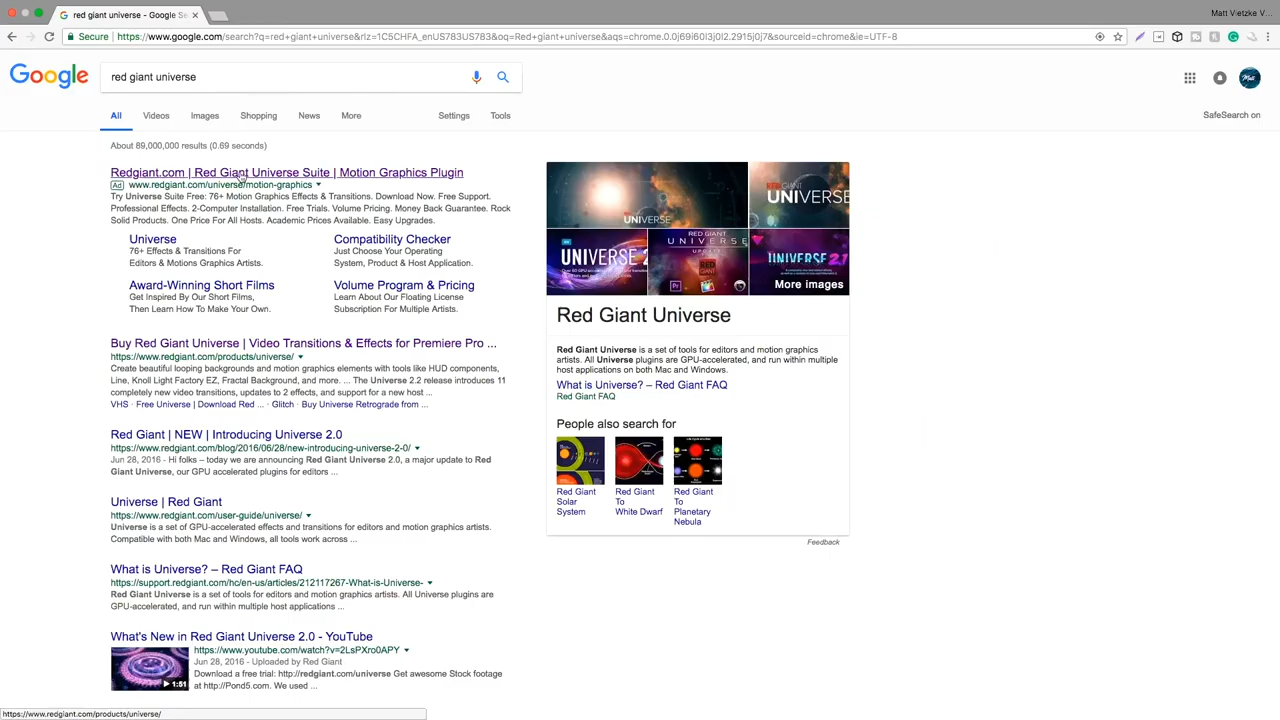 red giant universe - Google Se
Matt Vietzke V...
Secure
https://www.google.com/search?q=red+giant+universe&rlz=1C5CHFA_enUS783US783&oq=Red+giant+universe&aqs=chrome.0.0j69i60l3j0l2.2915j0j7&sourceid=chrome&ie=UTF-8
Google
red giant universe
All Videos Images Shopping News More Settings Tools
SafeSearch on
About 89,000,000 results (0.69 seconds)
Redgiant.com | Red Giant Universe Suite | Motion Graphics Plugin
Ad www.redgiant.com/universe/motion-graphics
Try Universe Suite Free: 76+ Motion Graphics Effects & Transitions. Download Now. Free Support.
Professional Effects. 2-Computer Installation. Free Trials. Volume Pricing. Money Back Guarantee. Rock
Solid Products. One Price For All Hosts. Academic Prices Available. Easy Upgrades.
Universe
76+ Effects & Transitions For
Editors & Motions Graphics Artists.
Compatibility Checker
Just Choose Your Operating
System, Product & Host Application.
Award-Winning Short Films
Get Inspired By Our Short Films,
Then Learn How To Make Your Own.
Volume Program & Pricing
Learn About Our Floating License
Subscription For Multiple Artists.
Buy Red Giant Universe | Video Transitions & Effects for Premiere Pro ...
https://www.redgiant.com/products/universe/
Create beautiful looping backgrounds and motion graphics elements with tools like HUD components,
Line, Knoll Light Factory EZ, Fractal Background, and more. ... The Universe 2.2 release introduces 11
completely new video transitions, updates to 2 effects, and support for a new host ...
VHS · Free Universe | Download Red ... · Glitch · Buy Universe Retrograde from ...
Red Giant | NEW | Introducing Universe 2.0
https://www.redgiant.com/blog/2016/06/28/new-introducing-universe-2-0/
Jun 28, 2016 - Hi folks – today we are announcing Red Giant Universe 2.0, a major update to Red
Giant Universe, our GPU accelerated plugins for editors ...
Universe | Red Giant
https://www.redgiant.com/user-guide/universe/
Universe is a set of GPU-accelerated effects and transitions for editors and motion graphics artists.
Compatible with both Mac and Windows, all tools work across ...
What is Universe? – Red Giant FAQ
https://support.redgiant.com/hc/en-us/articles/212117267-What-is-Universe-
Red Giant Universe is a set of tools for editors and motion graphics artists. All Universe plugins are
GPU-accelerated, and run within multiple host applications ...
What's New in Red Giant Universe 2.0 - YouTube
https://www.youtube.com/watch?v=2LsPXro0APY
Jun 28, 2016 - Uploaded by Red Giant
Download a free trial: http://redgiant.com/universe Get awesome Stock footage
at http://Pond5.com. We used ...
1:51
UNIVERSE
RED GIANT
UNIVERSE
UNIVERSE 2
RED GIANT
UNIVERSE
UPDATE
RED
GIANT
Pr
UNIVERSE 2.1
More images
Red Giant Universe
Red Giant Universe is a set of tools for editors and motion graphics
artists. All Universe plugins are GPU-accelerated, and run within multiple
host applications on both Mac and Windows.
What is Universe? – Red Giant FAQ
Red Giant FAQ
People also search for
Red Giant
Solar
System
Red Giant
To
White Dwarf
Red Giant
To
Planetary
Nebula
Feedback
https://www.redgiant.com/products/universe/